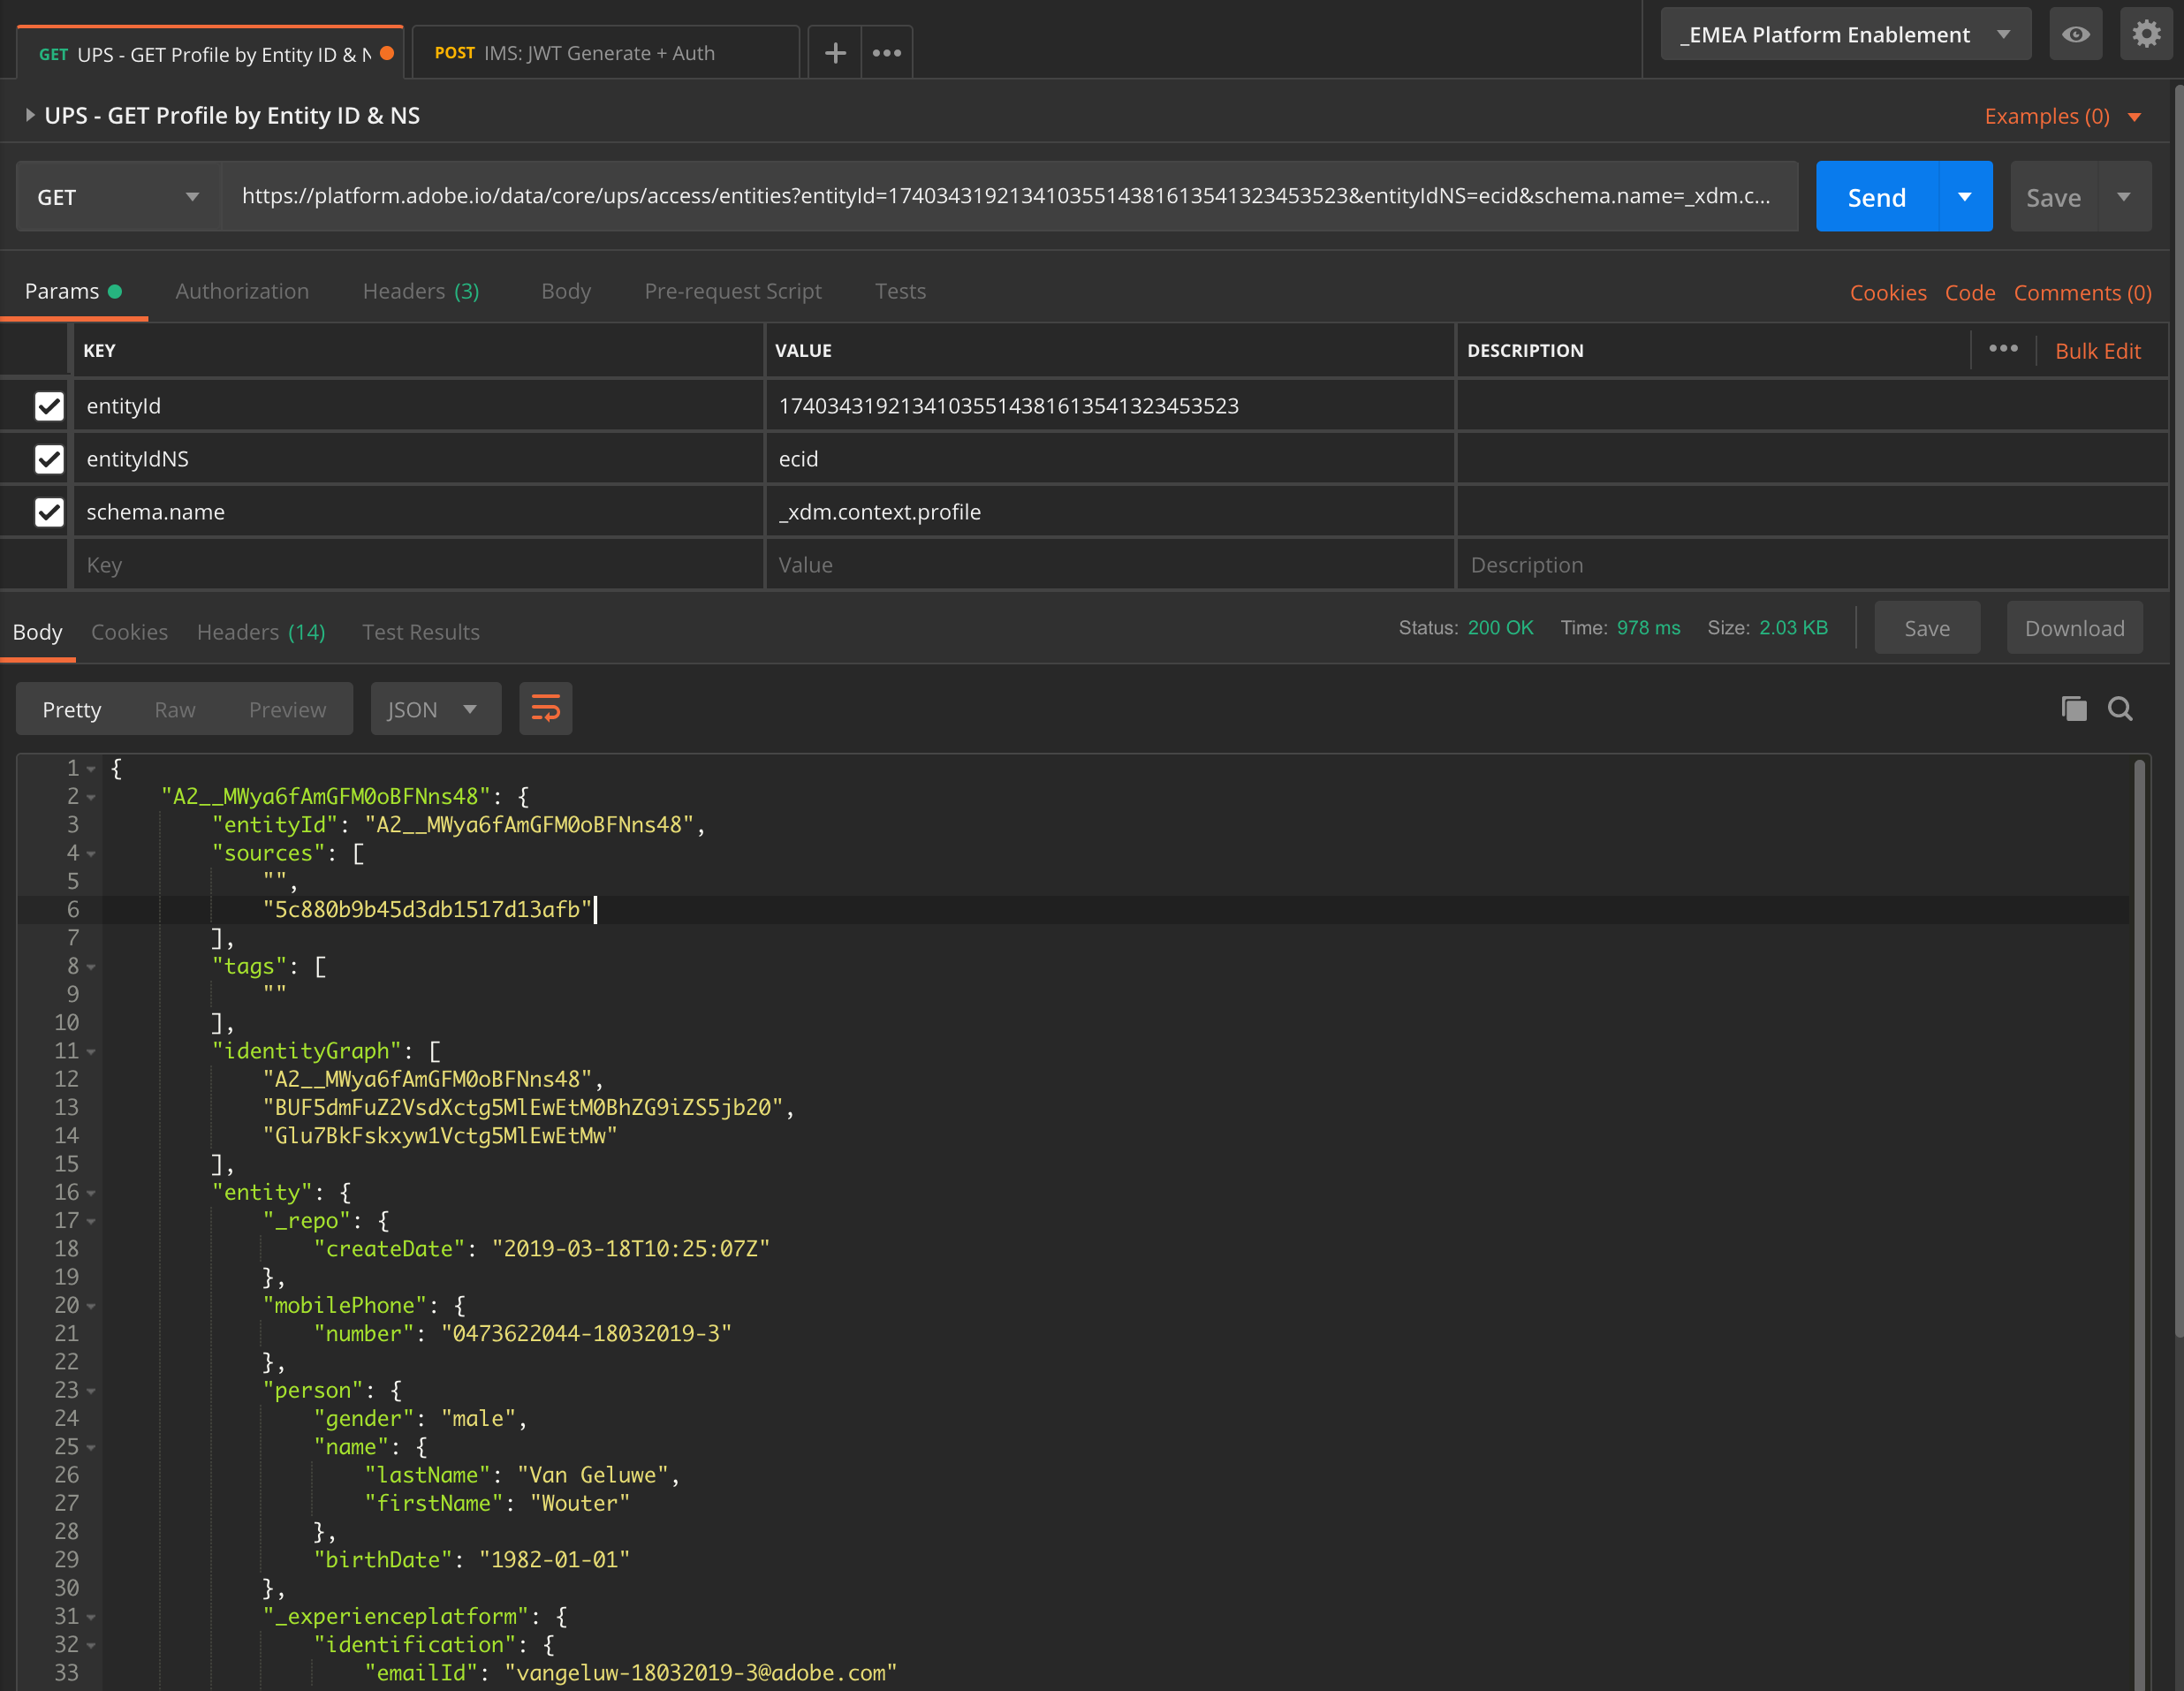 GET UPS - GET Profile by Entity ID & N
POST IMS: JWT Generate + Auth
_EMEA Platform Enablement
UPS - GET Profile by Entity ID & NS
Examples (0)
GET
https://platform.adobe.io/data/core/ups/access/entities?entityId=17403431921341035514381613541323453523&entityIdNS=ecid&schema.name=_xdm.c...
Send
Save
Params
Authorization
Headers (3)
Body
Pre-request Script
Tests
Cookies
Code
Comments (0)
KEY
VALUE
DESCRIPTION
Bulk Edit
entityId
17403431921341035514381613541323453523
entityIdNS
ecid
schema.name
_xdm.context.profile
Key
Value
Description
Body
Cookies
Headers (14)
Test Results
Status: 200 OK
Time: 978 ms
Size: 2.03 KB
Save
Download
Pretty
Raw
Preview
JSON
1 {
2 "A2__MWya6fAmGFM0oBFNns48": {
3 "entityId": "A2__MWya6fAmGFM0oBFNns48",
4 "sources": [
5 "",
6 "5c880b9b45d3db1517d13afb"
7 ],
8 "tags": [
9 ""
10 ],
11 "identityGraph": [
12 "A2__MWya6fAmGFM0oBFNns48",
13 "BUF5dmFuZ2VsdXctg5MlEwEtM0BhZG9iZS5jb20",
14 "Glu7BkFskxyw1Vctg5MlEwEtMw"
15 ],
16 "entity": {
17 "_repo": {
18 "createDate": "2019-03-18T10:25:07Z"
19 },
20 "mobilePhone": {
21 "number": "0473622044-18032019-3"
22 },
23 "person": {
24 "gender": "male",
25 "name": {
26 "lastName": "Van Geluwe",
27 "firstName": "Wouter"
28 },
29 "birthDate": "1982-01-01"
30 },
31 "_experienceplatform": {
32 "identification": {
33 "emailId": "vangeluw-18032019-3@adobe.com"